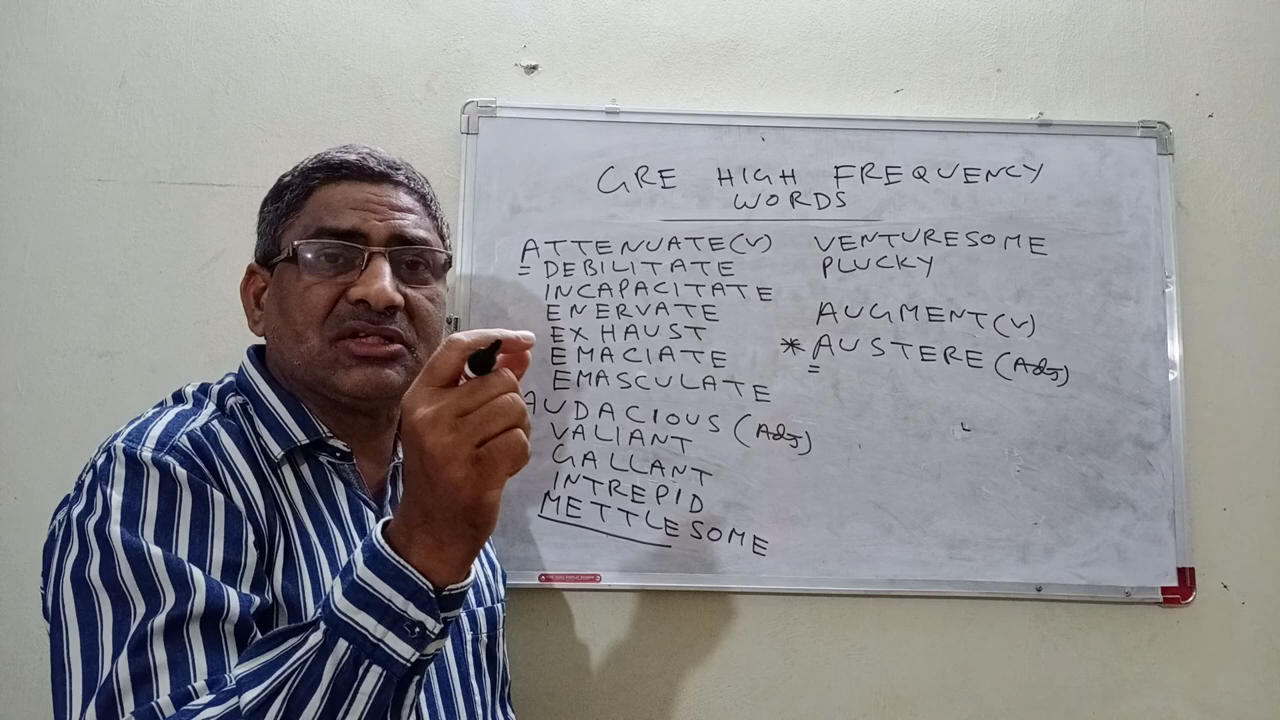 GRE HIGH FREQUENCY
WORDS
ATTENUATE(V)
= DEBILITATE
INCAPACITATE
ENERVATE
EXHAUST
EMACIATE
EMASCULATE
AUDACIOUS (Adj)
VALIANT
GALLANT
INTREPID
METTLESOME
VENTURESOME
PLUCKY
AUGMENT(V)
* AUSTERE (Adj)
=